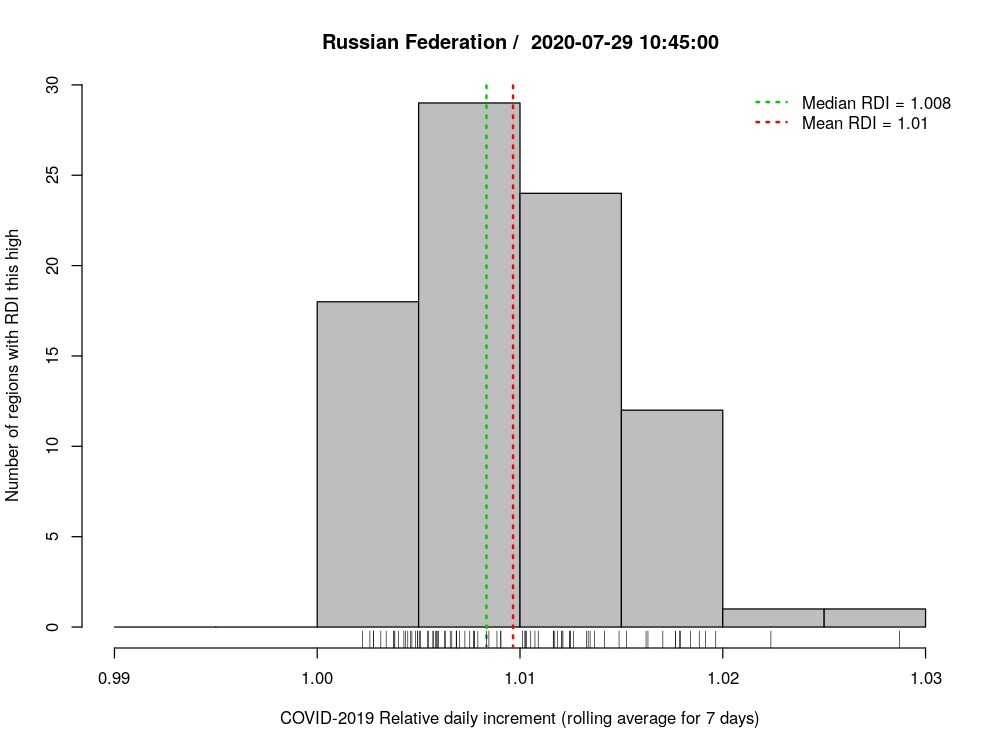 Russian Federation /  2020-07-29 10:45:00
Median RDI = 1.008
Mean RDI = 1.01
Number of regions with RDI this high
30
25
20
15
10
5
0
0.99 1.00 1.01 1.02 1.03
COVID-2019 Relative daily increment (rolling average for 7 days)